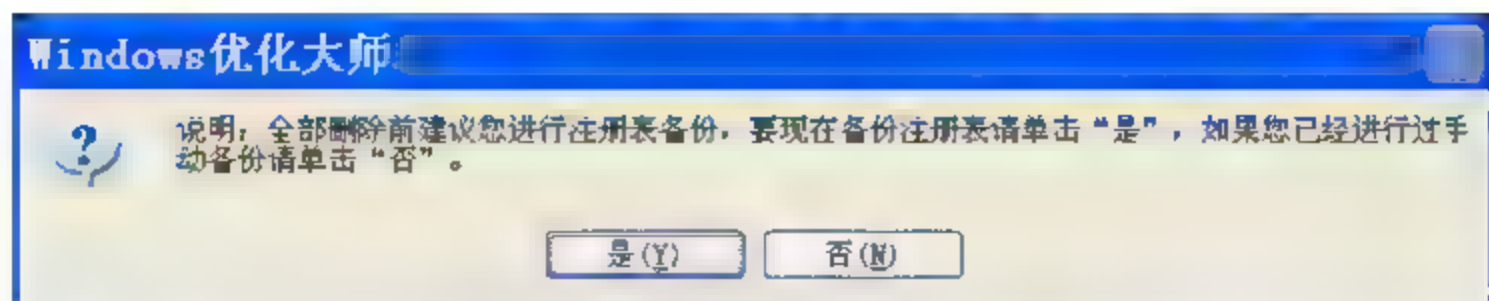 Windows优化大师
说明，全部删除前建议您进行注册表备份，要现在备份注册表请单击“是”，如果您已经进行过手
动备份请单击“否”。
是(Y) 否(N)